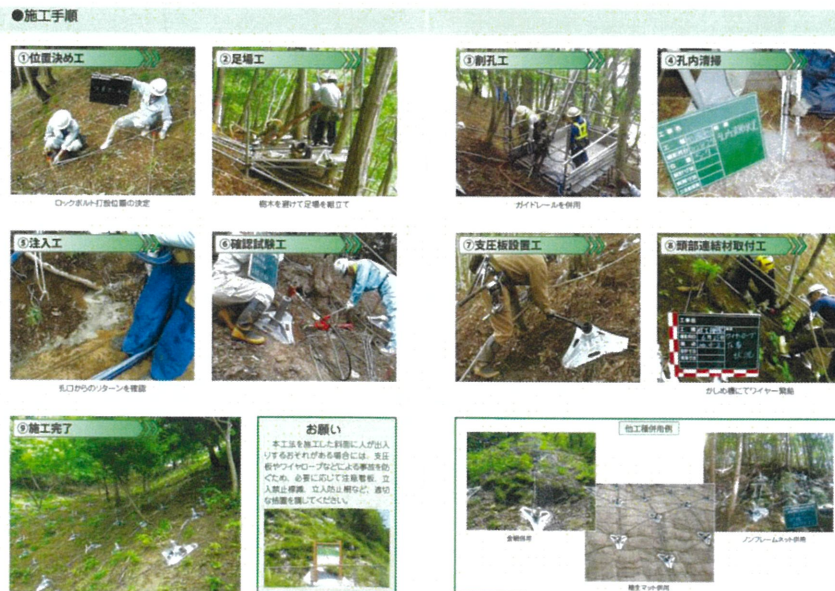 ●施工手順
①位置決め工
ロックボルト打設位置の決定
②足場工
樹木を避けて足場を組立て
③削孔工
ガイドレールを併用
④孔内清掃
⑤注入工
孔口からのリターンを確認
⑥確認試験工
⑦支圧板設置工
⑧頭部連結材取付工
かしめ機にてワイヤー緊結
⑨施工完了
お願い
本工法を施工した斜面に人が出入
りするおそれがある場合には、支圧
板やワイヤロープなどによる事故を防
ぐため、必要に応じて注意看板、立
入禁止標識、立入防止柵など、適切
な措置を講じてください。
他工種併用例
金網併用
植生マット併用
ノンフレームネット併用